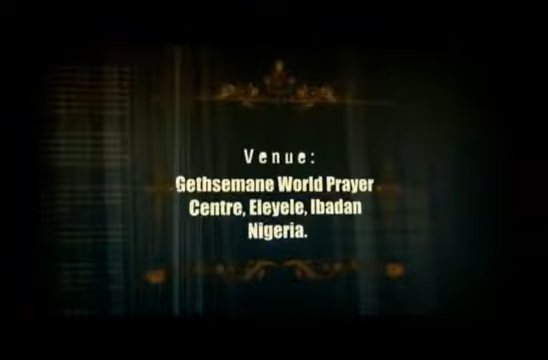 Venue:
Gethsemane World Prayer
Centre, Eleyele, Ibadan
Nigeria.